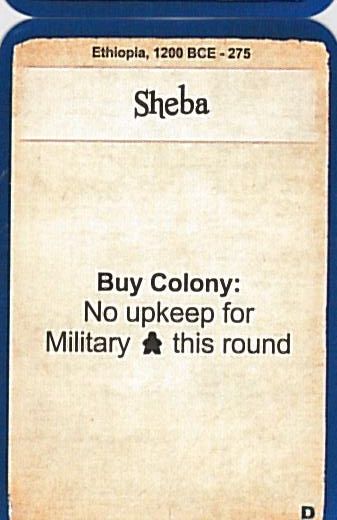 Ethiopia, 1200 BCE - 275
Sheba
Buy Colony:
No upkeep for
Military this round
D